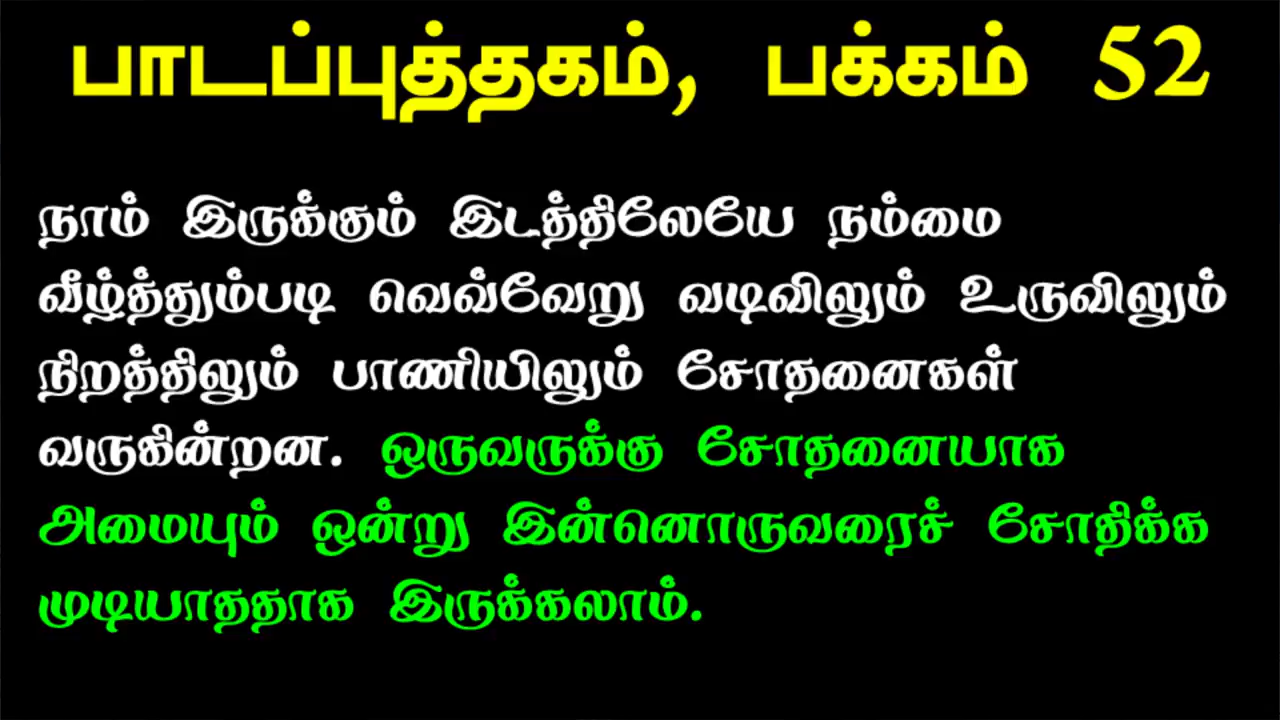 பாடப்புத்தகம், பக்கம் 52
நாம் இருக்கும் இடத்திலேயே நம்மை
வீழ்த்தும்படி வெவ்வேறு வடிவிலும் உருவிலும்
நிறத்திலும் பாணியிலும் சோதனைகள்
வருகின்றன. ஒருவருக்கு சோதனையாக
அமையும் ஒன்று இன்னொருவரைச் சோதிக்க
முடியாததாக இருக்கலாம்.